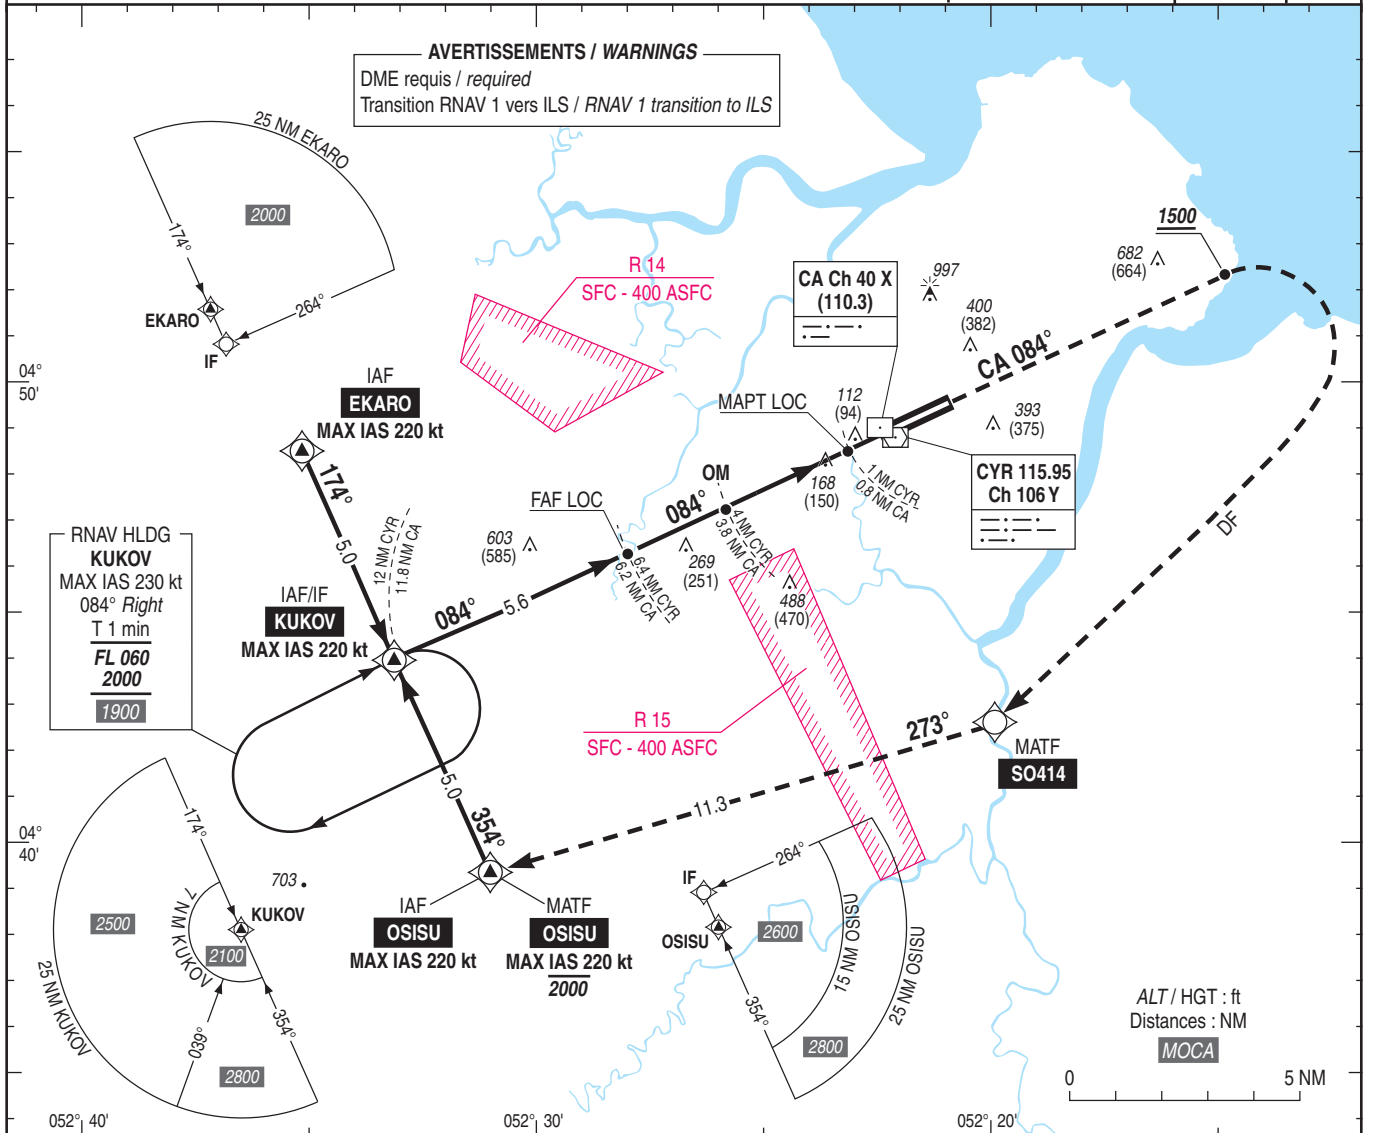 AVERTISSEMENTS / WARNINGS
DME requis / required
Transition RNAV 1 vers ILS / RNAV 1 transition to ILS
25 NM EKARO
2000
174°
264°
EKARO
IF
R 14
SFC - 400 ASFC
CA Ch 40 X
(110.3)
997
400
(382)
682
(664)
1500
CA 084°
04°
50'
IAF
EKARO
MAX IAS 220 kt
174°
5.0
MAPT LOC
112
(94)
393
(375)
CYR 115.95
Ch 106 Y
168
(150)
1 NM CYR
0.8 NM CA
OM
084°
4 NM CYR
3.8 NM CA
FAF LOC
603
(585)
269
(251)
488
(470)
6.4 NM CYR
6.2 NM CA
12 NM CYR
11.8 NM CA
DF
RNAV HLDG
KUKOV
MAX IAS 230 kt
084° Right
T 1 min
FL 060
2000
1900
IAF/IF
KUKOV
MAX IAS 220 kt
084°
5.6
R 15
SFC - 400 ASFC
273°
MATF
SO414
11.3
5.0
354°
04°
40'
IAF
OSISU
MAX IAS 220 kt
MATF
OSISU
MAX IAS 220 kt
2000
174°
703
KUKOV
7 NM KUKOV
2500
2100
25 NM KUKOV
039°
354°
2800
264°
IF
OSISU
2600
15 NM OSISU
25 NM OSISU
354°
2800
ALT / HGT : ft
Distances : NM
MOCA
0 5 NM
052° 40' 052° 30' 052° 20'